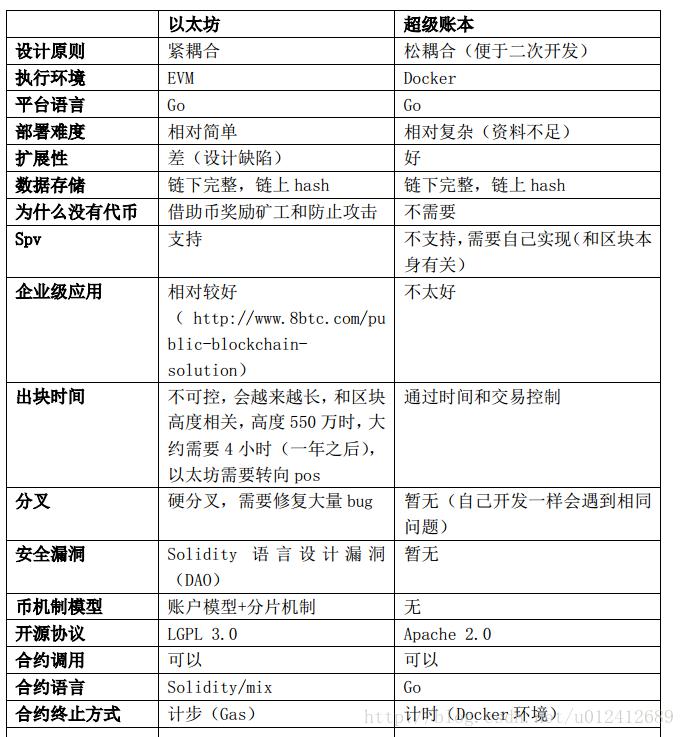 以太坊 超级账本
设计原则 紧耦合 松耦合（便于二次开发）
执行环境 EVM Docker
平台语言 Go Go
部署难度 相对简单 相对复杂（资料不足）
扩展性 差（设计缺陷） 好
数据存储 链下完整，链上 hash 链下完整，链上 hash
为什么没有代币 借助币奖励矿工和防止攻击 不需要
Spv 支持 不支持，需要自己实现（和区块本
身有关）
企业级应用 相对较好 不太好
（ http://www.8btc.com/pu
blic-blockchain-
solution）
出块时间 不可控，会越来越长，和区块 通过时间和交易控制
高度相关，高度 550 万时，大
约需要 4 小时（一年之后），
以太坊需要转向 pos
分叉 硬分叉，需要修复大量 bug 暂无（自己开发一样会遇到相同
问题）
安全漏洞 Solidity 语言设计漏洞 暂无
（DAO）
币机制模型 账户模型+分片机制 无
开源协议 LGPL 3.0 Apache 2.0
合约调用 可以 可以
合约语言 Solidity/mix Go
合约终止方式 计步（Gas） 计时（Docker 环境）
http://blog.csdn.net/u012412689